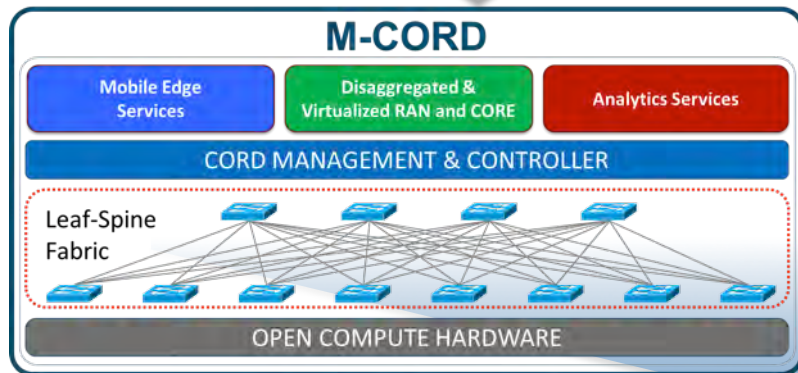 M-CORD
Mobile Edge
Services
Disaggregated &
Virtualized RAN and CORE
Analytics Services
CORD MANAGEMENT & CONTROLLER
Leaf-Spine
Fabric
OPEN COMPUTE HARDWARE